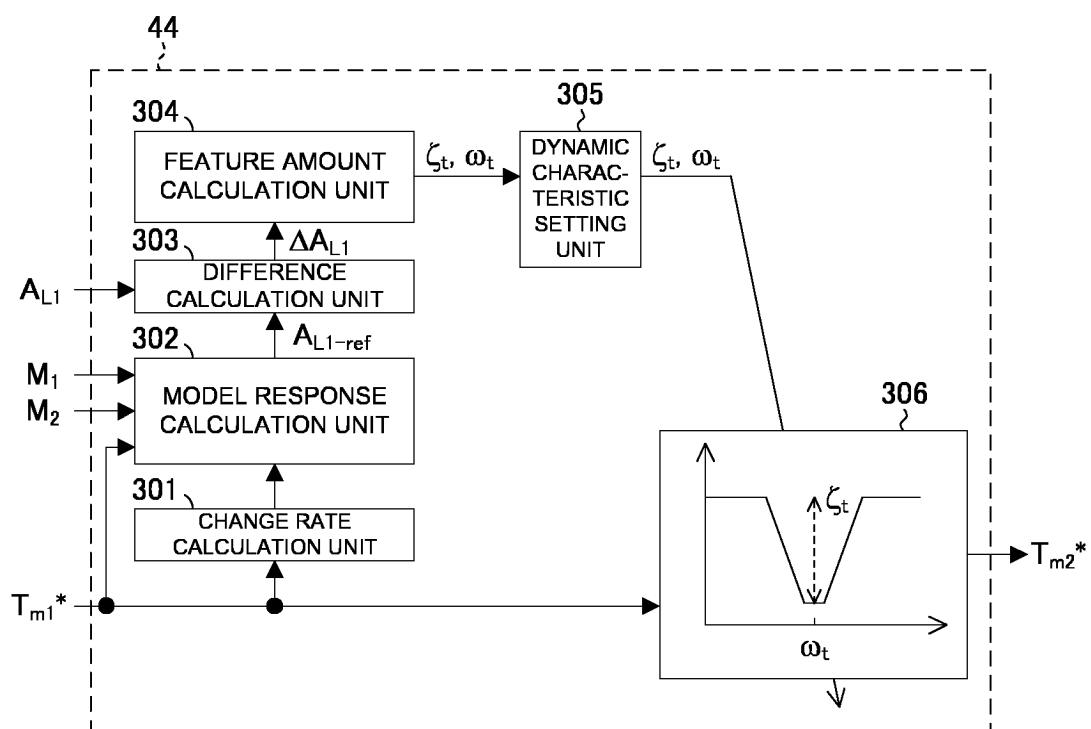 44
304
FEATURE AMOUNT
CALCULATION UNIT
ζt, ωt
305
DYNAMIC
CHARAC-
TERISTIC
SETTING
UNIT
ζt, ωt
303
ΔAL1
AL1
DIFFERENCE
CALCULATION UNIT
302
AL1-ref
M1
M2
MODEL RESPONSE
CALCULATION UNIT
301
CHANGE RATE
CALCULATION UNIT
Tm1*
306
ζt
ωt
Tm2*